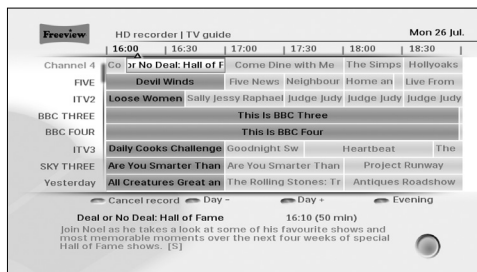 Freeview HD recorder | TV guide Mon 26 Jul.
| 16:00 | 16:30 | 17:00 | 17:30 | 18:00 | 18:30 |
Channel 4 Co or No Deal: Hall of F Come Dine with Me The Simps Hollyoaks
FIVE Devil Winds Five News Neighbour Home an Live From
ITV2 Loose Women Sally Jessy Raphael Judge Judy Judge Judy Judge Judy
BBC THREE This Is BBC Three
BBC FOUR This Is BBC Four
ITV3 Daily Cooks Challenge Goodnight Sw Heartbeat The
SKY THREE Are You Smarter Than Are You Smarter Than Project Runway
Yesterday All Creatures Great an The Rolling Stones: Tr Antiques Roadshow
Cancel record Day - Day + Evening
Deal or No Deal: Hall of Fame 16:10 (50 min)
Join Noel as he takes a look at some of his favourite shows and
most memorable moments over the next four weeks of special
Hall of Fame shows. [S]